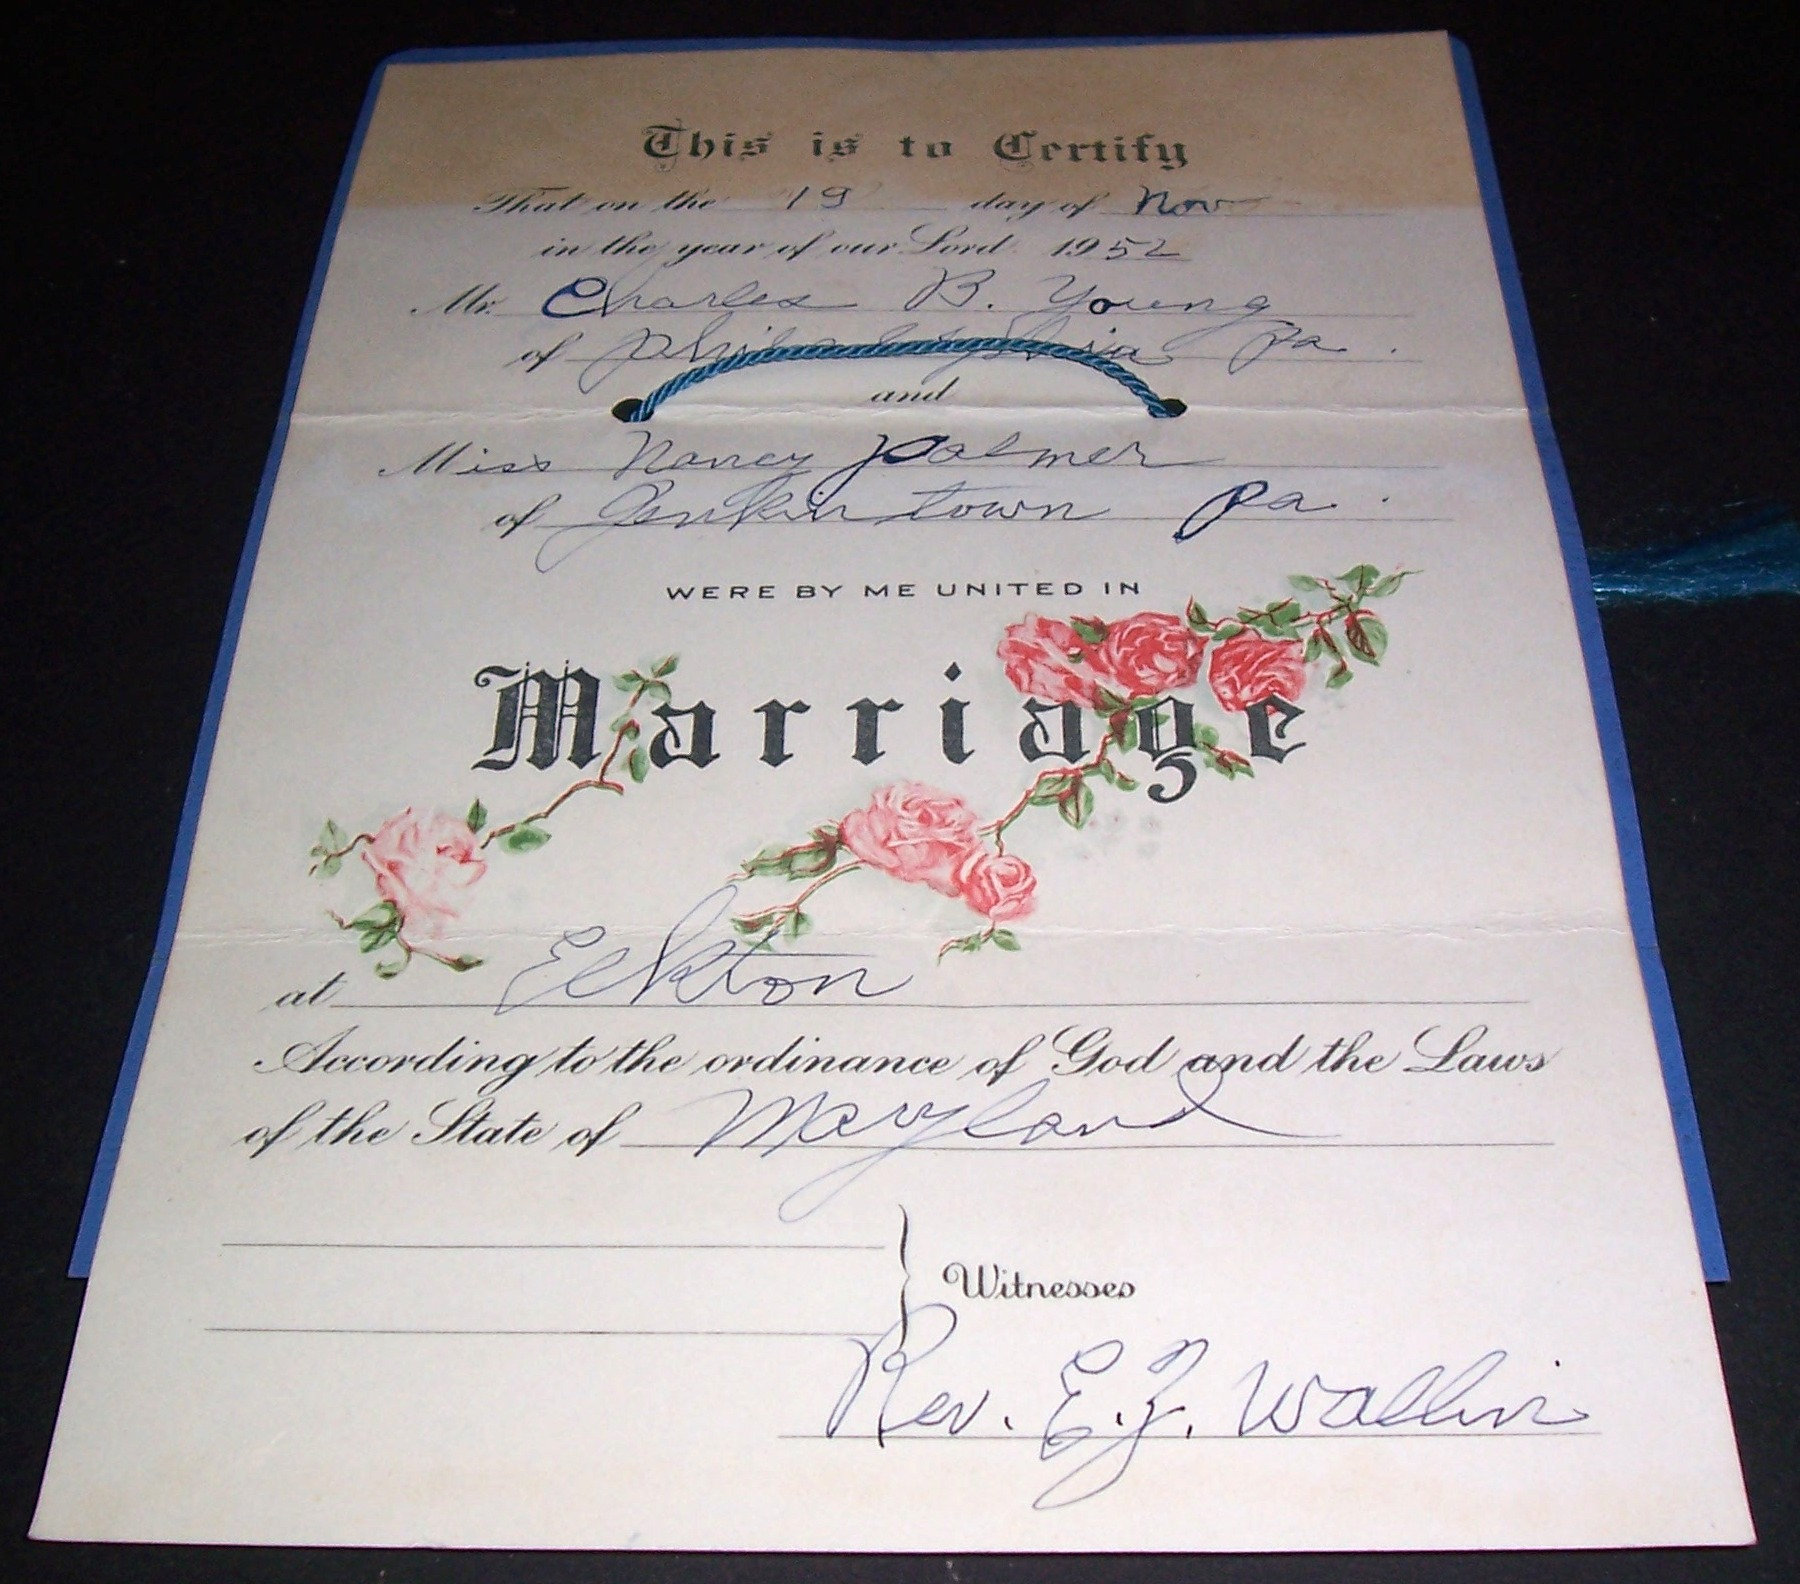 This is to Certify
That on the 19 day of Nov
in the year of our Lord 1952
Mr. Charles B. Young
of philadelphia Pa.
and
Miss Nancy Palmer
of Jenkintown Pa.
WERE BY ME UNITED IN
Marriage
at Elkton
According to the ordinance of God and the Laws
of the State of Maryland
Witnesses
Rev. E. Z. Wallin